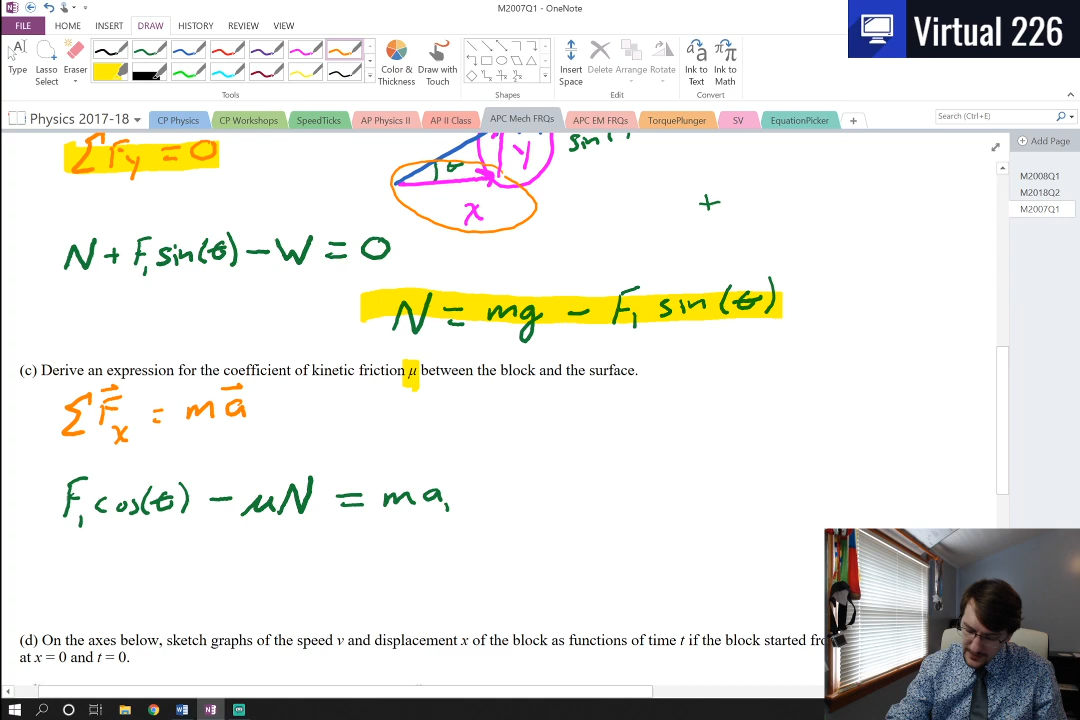 M2007Q1 - OneNote
FILE HOME INSERT DRAW HISTORY REVIEW VIEW
Virtual 226
Type Lasso Select Eraser Color & Thickness Draw with Touch Insert Space Delete Arrange Rotate Ink to Text Ink to Math
Tools Shapes Edit Convert
Physics 2017-18 CP Physics CP Workshops SpeedTicks AP Physics II AP II Class APC Mech FRQs APC EM FRQs TorquePlunger SV EquationPicker Search (Ctrl+E)
Add Page
M2008Q1
M2018Q2
M2007Q1
ΣFy = 0
θ y
x
+
N + F₁ sin(θ) - W = 0
N = mg - F₁ sin(θ)
(c) Derive an expression for the coefficient of kinetic friction μ between the block and the surface.
ΣF⃗x = ma⃗
F₁ cos(θ) - μN = ma₁
(d) On the axes below, sketch graphs of the speed v and displacement x of the block as functions of time t if the block started
at x = 0 and t = 0.